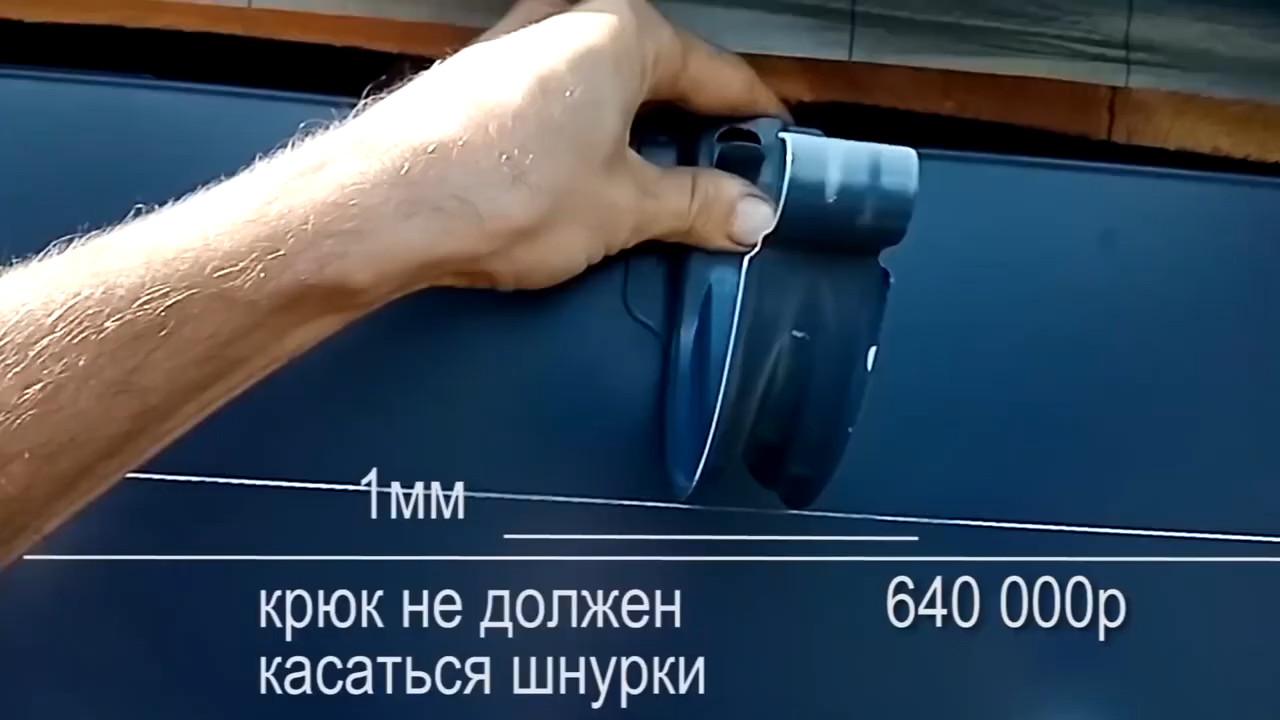 1мм
крюк не должен
касаться шнурки
640 000р